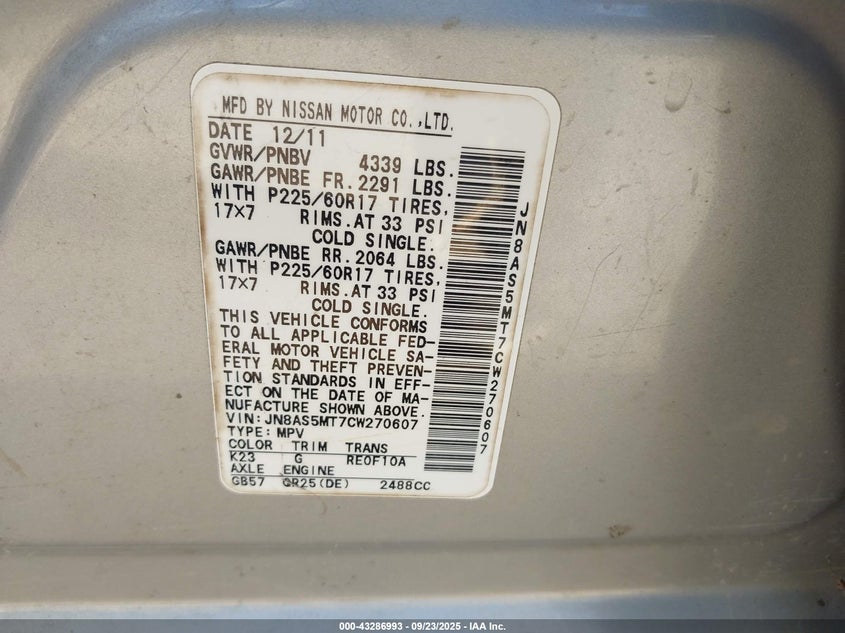 MFD BY NISSAN MOTOR CO.,LTD.
DATE 12/11
GVWR/PNBV 4339 LBS.
GAWR/PNBE FR.2291 LBS.
WITH P225/60R17 TIRES,
17×7 RIMS.AT 33 PSI
COLD SINGLE.
GAWR/PNBE RR.2064 LBS.
WITH P225/60R17 TIRES,
17×7 RIMS.AT 33 PSI
COLD SINGLE.
THIS VEHICLE CONFORMS
TO ALL APPLICABLE FED-
ERAL MOTOR VEHICLE SA-
FETY AND THEFT PREVEN-
TION STANDARDS IN EFF-
ECT ON THE DATE OF MA-
NUFACTURE SHOWN ABOVE.
VIN:JN8AS5MT7CW270607
TYPE: MPV
COLOR TRIM TRANS
K23 G RE0F10A
AXLE ENGINE
GB57 QR25(DE) 2488CC
JN8AS5MT7CW270607
000-43286993 - 09/23/2025 - IAA Inc.